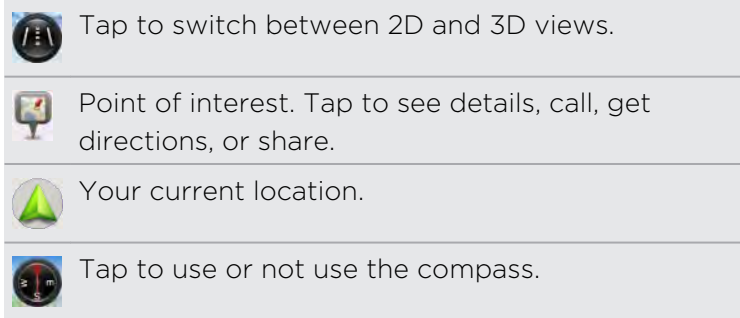 Tap to switch between 2D and 3D views.
Point of interest. Tap to see details, call, get
directions, or share.
Your current location.
Tap to use or not use the compass.